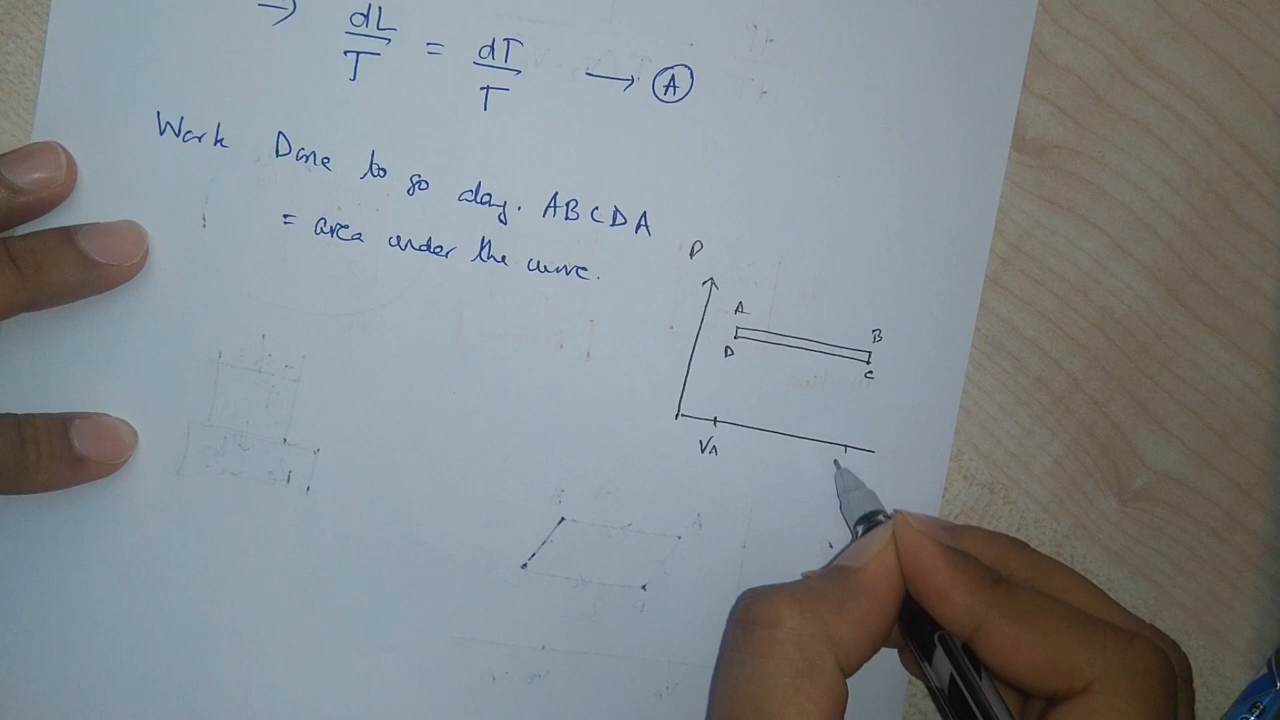 → dL/T = dT/T → A
Work Done to go along. ABCDA
= area under the curve.
P
A
B
D
C
VA